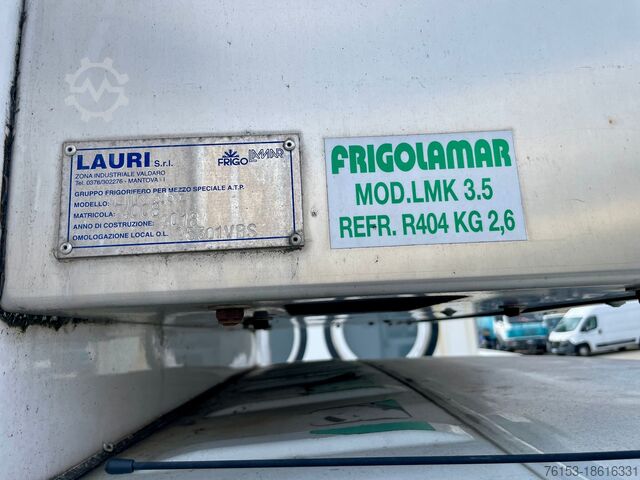 LAURI S.r.l.
ZONA INDUSTRIALE VALDARO
Tel. 0376/302276 - MANTOVA - I
FRIGO LAMAR
GRUPPO FRIGORIFERO PER MEZZO SPECIALE A.T.P.
MODELLO:
MATRICOLA:
ANNO DI COSTRUZIONE:
OMOLOGAZIONE LOCALE O.L.
FRIGOLAMAR
MOD.LMK 3.5
REFR. R404 KG 2,6
76153-18616331